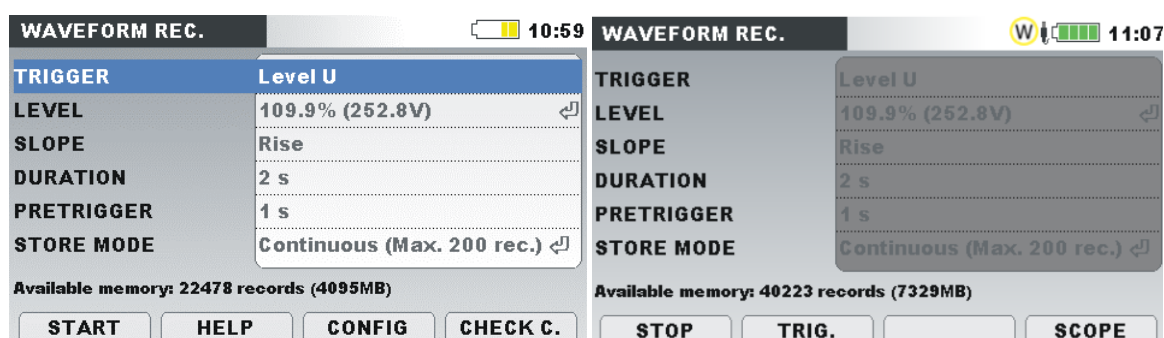 WAVEFORM REC. 10:59
TRIGGER Level U
LEVEL 109.9% (252.8V)
SLOPE Rise
DURATION 2 s
PRETRIGGER 1 s
STORE MODE Continuous (Max. 200 rec.)
Available memory: 22478 records (4095MB)
START HELP CONFIG CHECK C.
WAVEFORM REC. W 11:07
TRIGGER Level U
LEVEL 109.9% (252.8V)
SLOPE Rise
DURATION 2 s
PRETRIGGER 1 s
STORE MODE Continuous (Max. 200 rec.)
Available memory: 40223 records (7329MB)
STOP TRIG. SCOPE